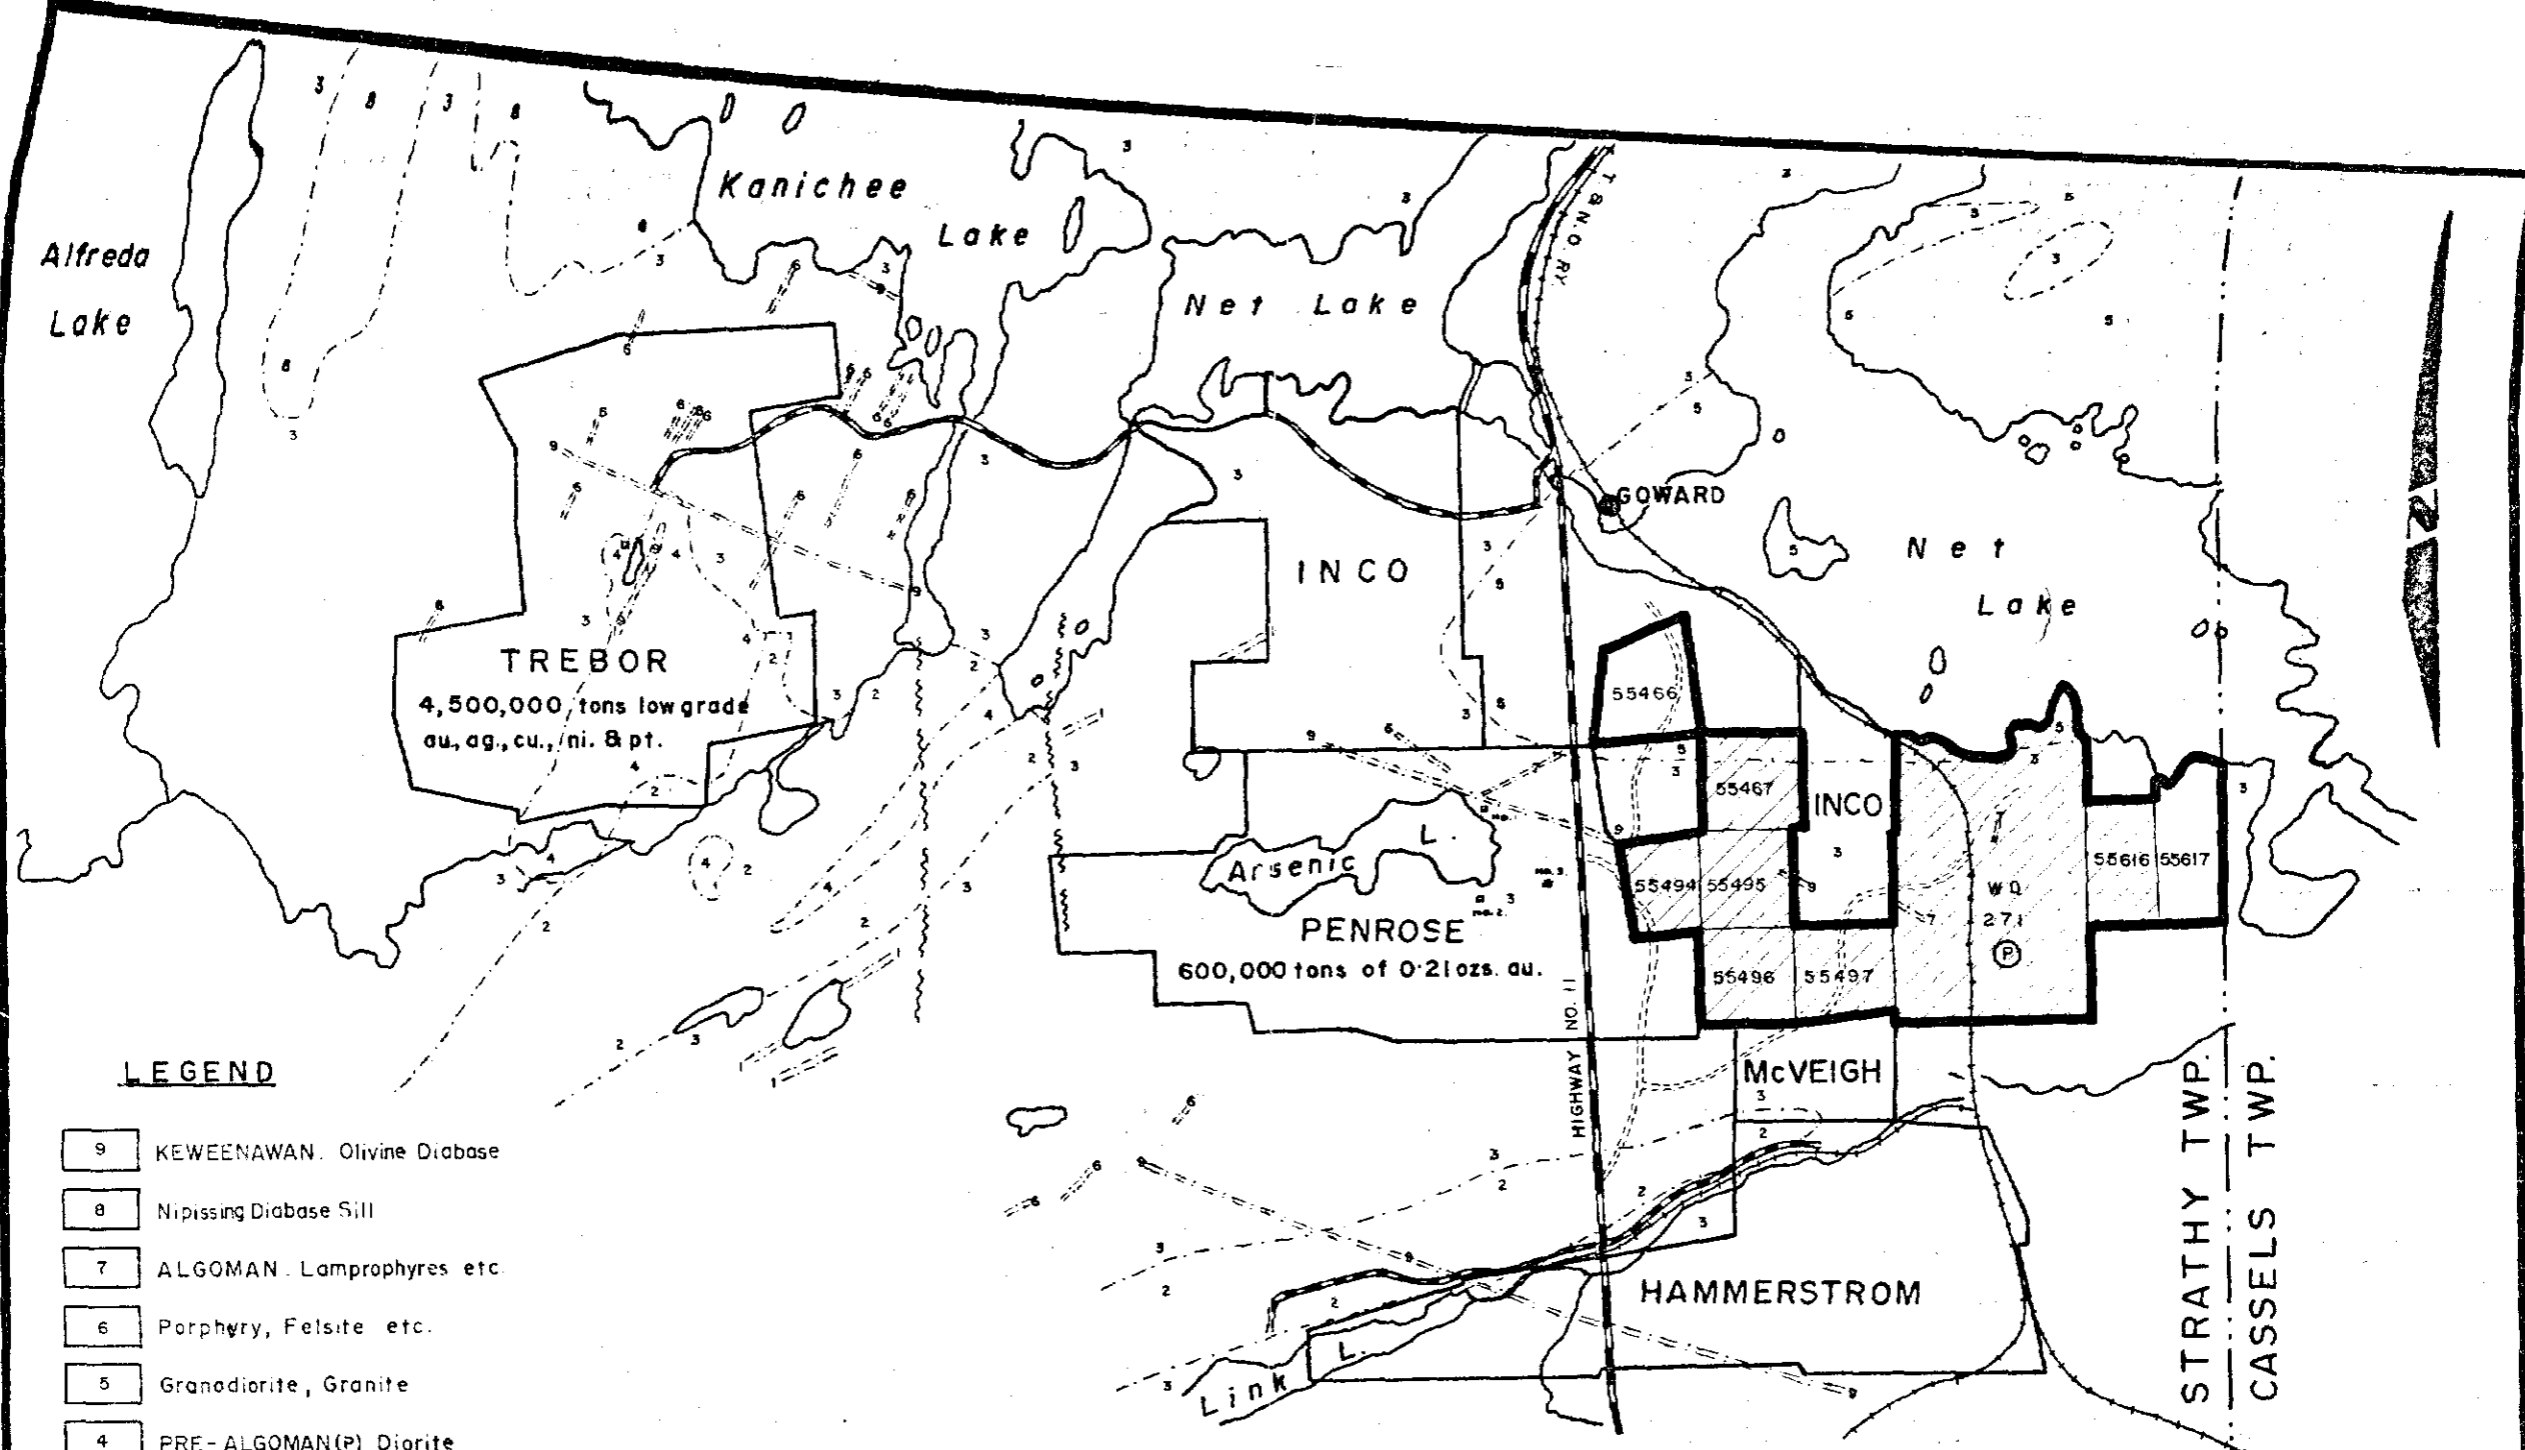 Kanichee
Lake
Alfreda
Lake
Net Lake
T & N.O. RY
GOWARD
Net
Lake
INCO
TREBOR
4,500,000 tons low grade
au., ag., cu., ni. & pt.
55466
55467
INCO
Arsenic L.
55494
55495
W D
271
P
55616
55617
PENROSE
600,000 tons of 0.21 ozs. au.
55496
55497
HIGHWAY NO. 11
McVEIGH
HAMMERSTROM
Link L.
STRATHY TWP.
CASSELS TWP.
LEGEND
9 KEWEENAWAN. Olivine Diabase
8 Nipissing Diabase Sill
7 ALGOMAN. Lamprophyres etc.
6 Porphyry, Felsite etc.
5 Granodiorite, Granite
4 PRE-ALGOMAN(P) Diorite